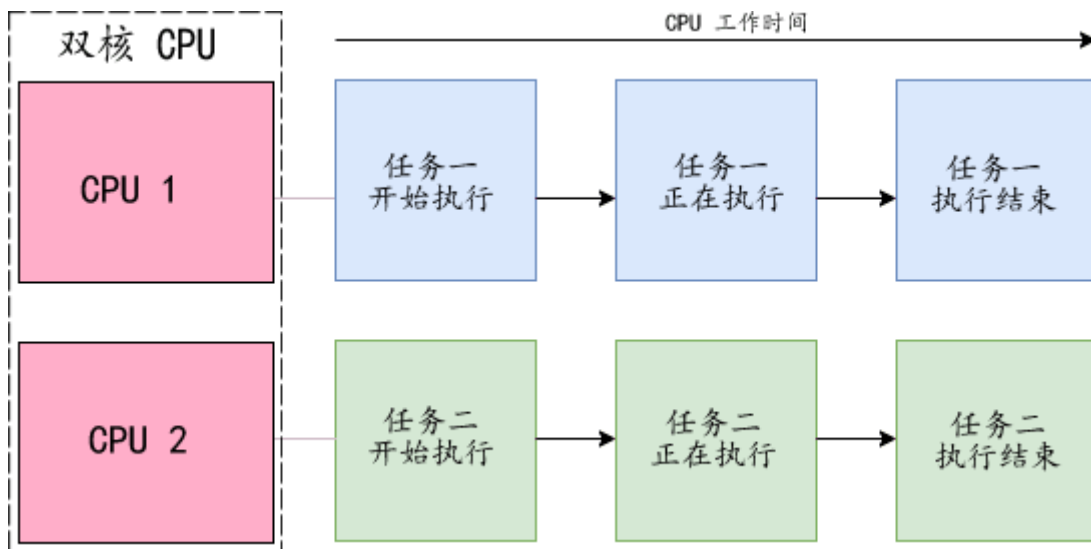 双核 CPU
CPU 工作时间
CPU 1
任务一
开始执行
任务一
正在执行
任务一
执行结束
CPU 2
任务二
开始执行
任务二
正在执行
任务二
执行结束